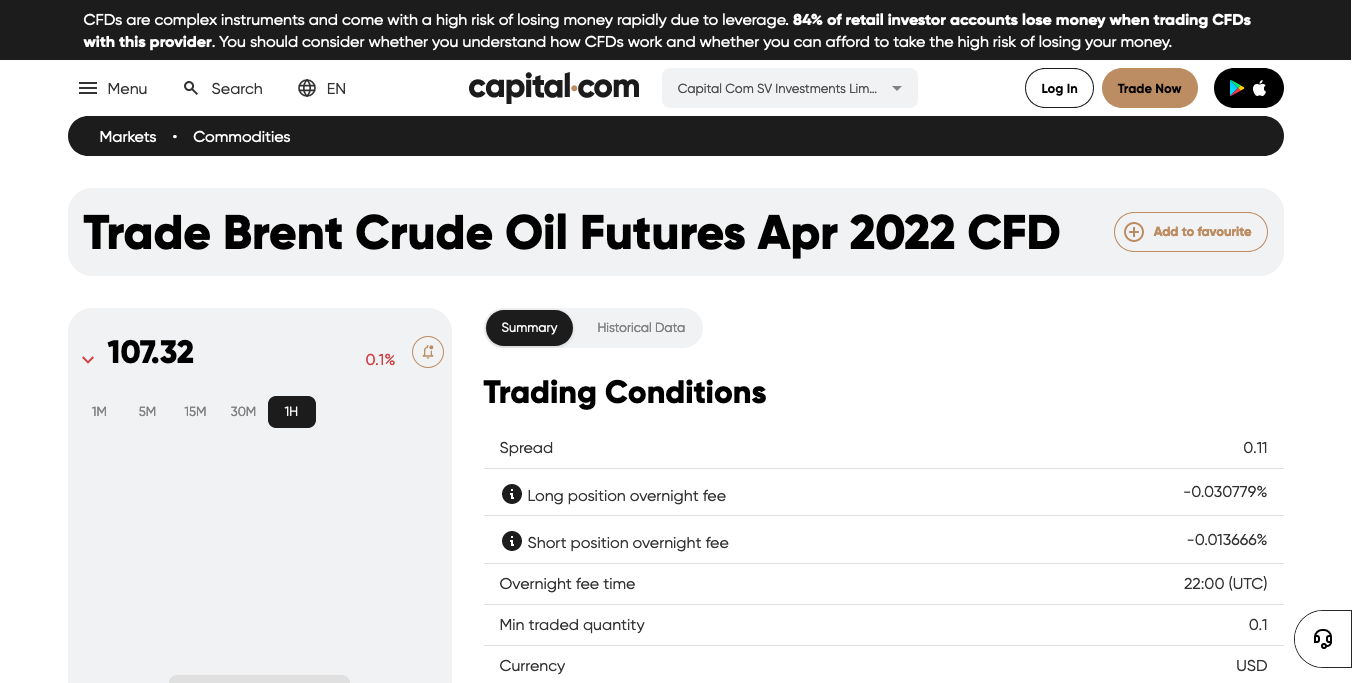 CFDs are complex instruments and come with a high risk of losing money rapidly due to leverage. 84% of retail investor accounts lose money when trading CFDs
with this provider. You should consider whether you understand how CFDs work and whether you can afford to take the high risk of losing your money.
Menu Search EN capital.com Capital Com SV Investments Lim... Log In Trade Now
Markets • Commodities
Trade Brent Crude Oil Futures Apr 2022 CFD Add to favourite
107.32 0.1%
1M 5M 15M 30M 1H
Summary Historical Data
Trading Conditions
Spread 0.11
Long position overnight fee -0.030779%
Short position overnight fee -0.013666%
Overnight fee time 22:00 (UTC)
Min traded quantity 0.1
Currency USD